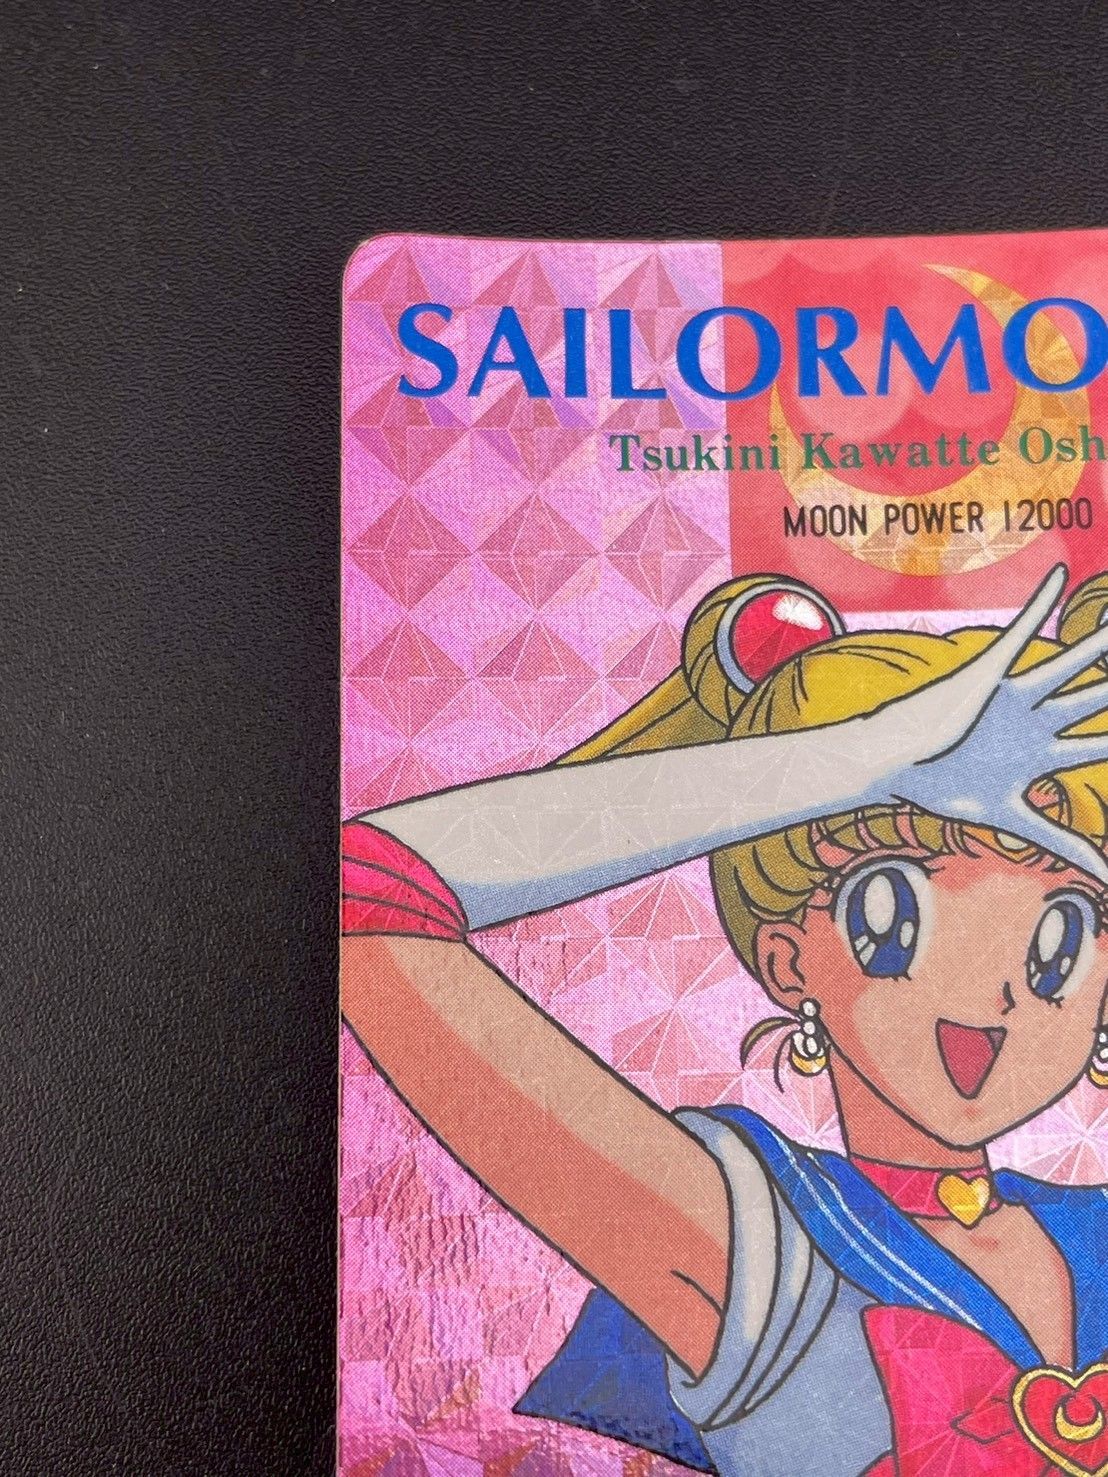 SAILORMO
Tsukini Kawatte Osh
MOON POWER 12000